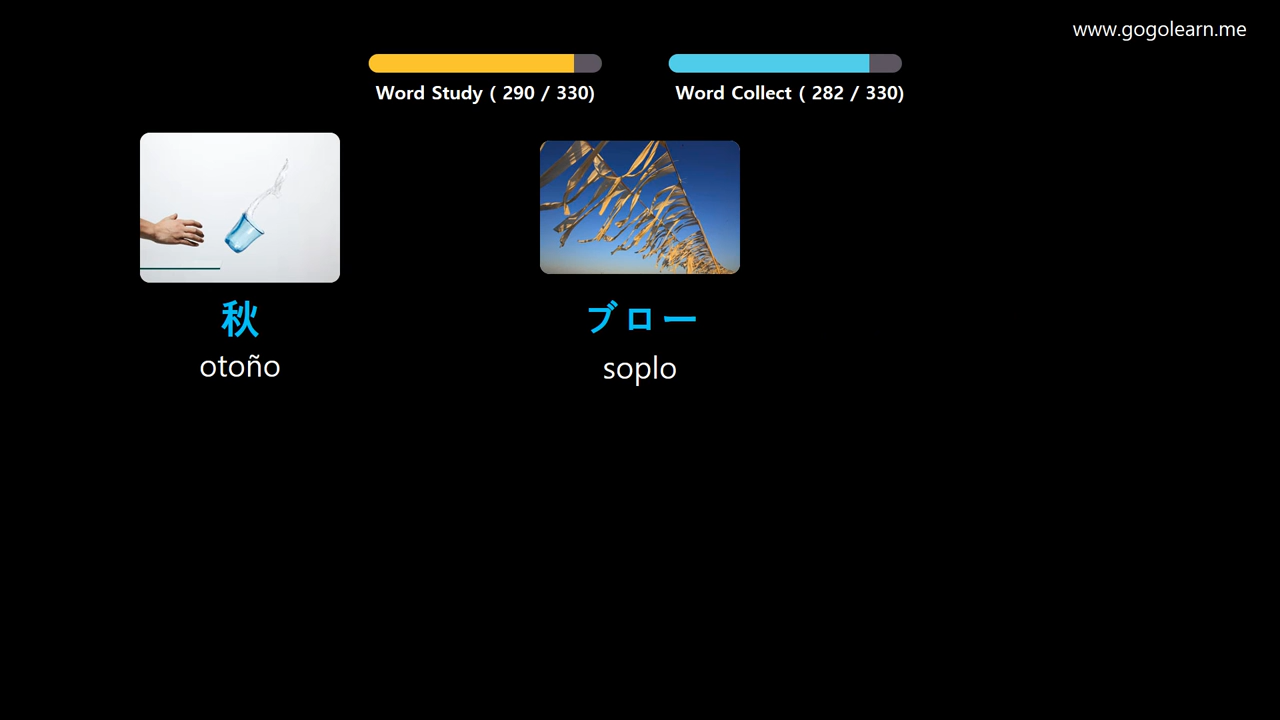 www.gogolearn.me
Word Study ( 290 / 330)
Word Collect ( 282 / 330)
秋
otoño
ブロー
soplo